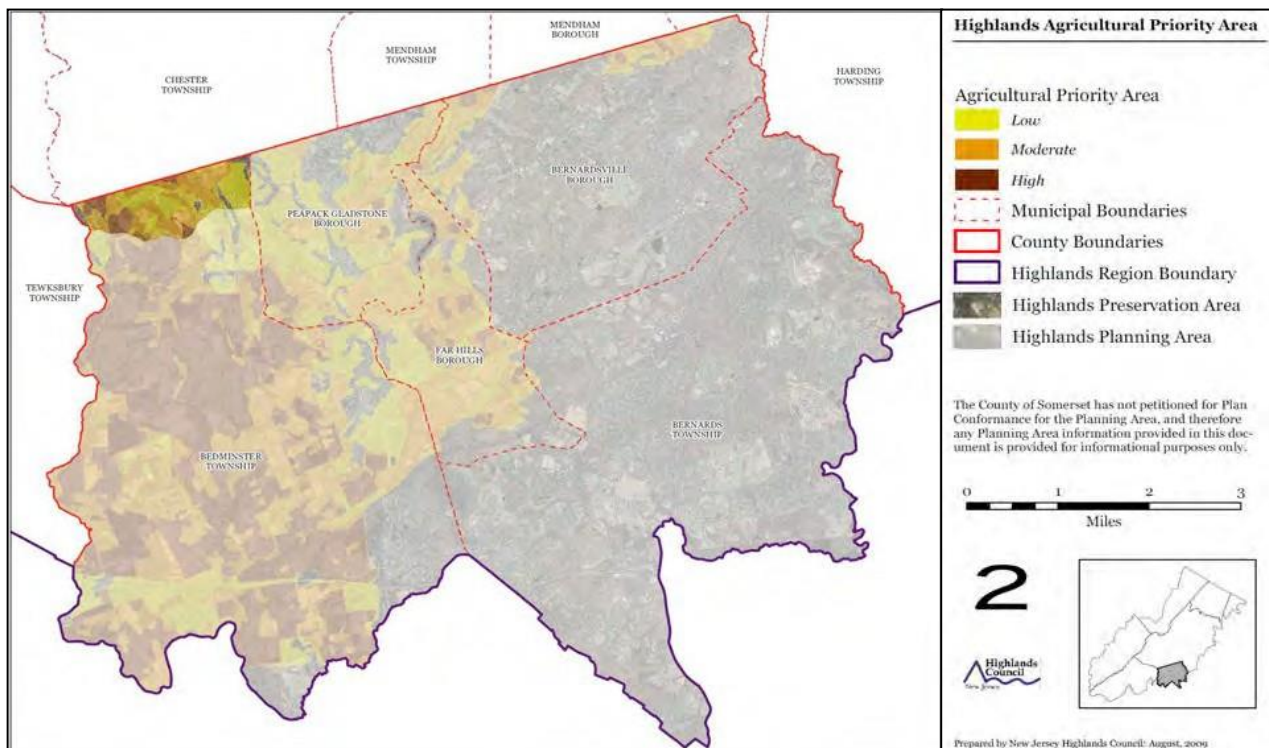 MENDHAM
BOROUGH
MENDHAM
TOWNSHIP
CHESTER
TOWNSHIP
HARDING
TOWNSHIP
BERNARDSVILLE
BOROUGH
PEAPACK GLADSTONE
BOROUGH
TEWKSBURY
TOWNSHIP
FAR HILLS
BOROUGH
BERNARDS
TOWNSHIP
BEDMINSTER
TOWNSHIP
Highlands Agricultural Priority Area
Agricultural Priority Area
Low
Moderate
High
Municipal Boundaries
County Boundaries
Highlands Region Boundary
Highlands Preservation Area
Highlands Planning Area
The County of Somerset has not petitioned for Plan
Conformance for the Planning Area, and therefore
any Planning Area information provided in this doc-
ument is provided for informational purposes only.
0 1 2 3
Miles
2
Highlands
Council
New Jersey
Prepared by New Jersey Highlands Council: August, 2009